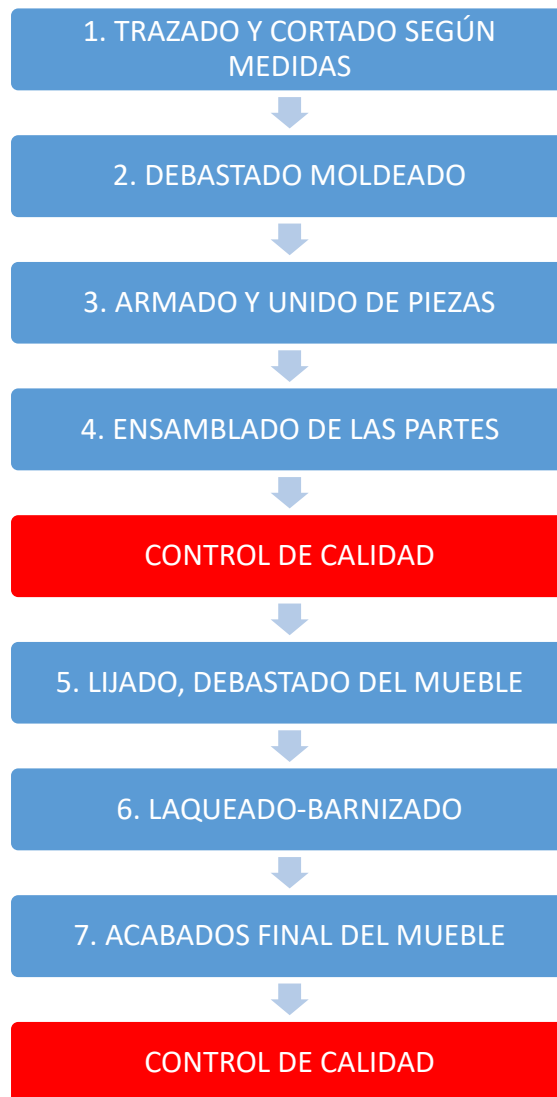 1. TRAZADO Y CORTADO SEGÚN
MEDIDAS
2. DEBASTADO MOLDEADO
3. ARMADO Y UNIDO DE PIEZAS
4. ENSAMBLADO DE LAS PARTES
CONTROL DE CALIDAD
5. LIJADO, DEBASTADO DEL MUEBLE
6. LAQUEADO-BARNIZADO
7. ACABADOS FINAL DEL MUEBLE
CONTROL DE CALIDAD